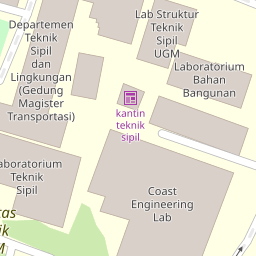 Departemen
Teknik
Sipil
dan
Lingkungan
(Gedung
Magister
Transportasi)
Lab Struktur
Teknik
Sipil
UGM
Laboratorium
Bahan
Bangunan
kantin
teknik
sipil
aboratorium
Teknik
Sipil
Coast
Engineering
Lab